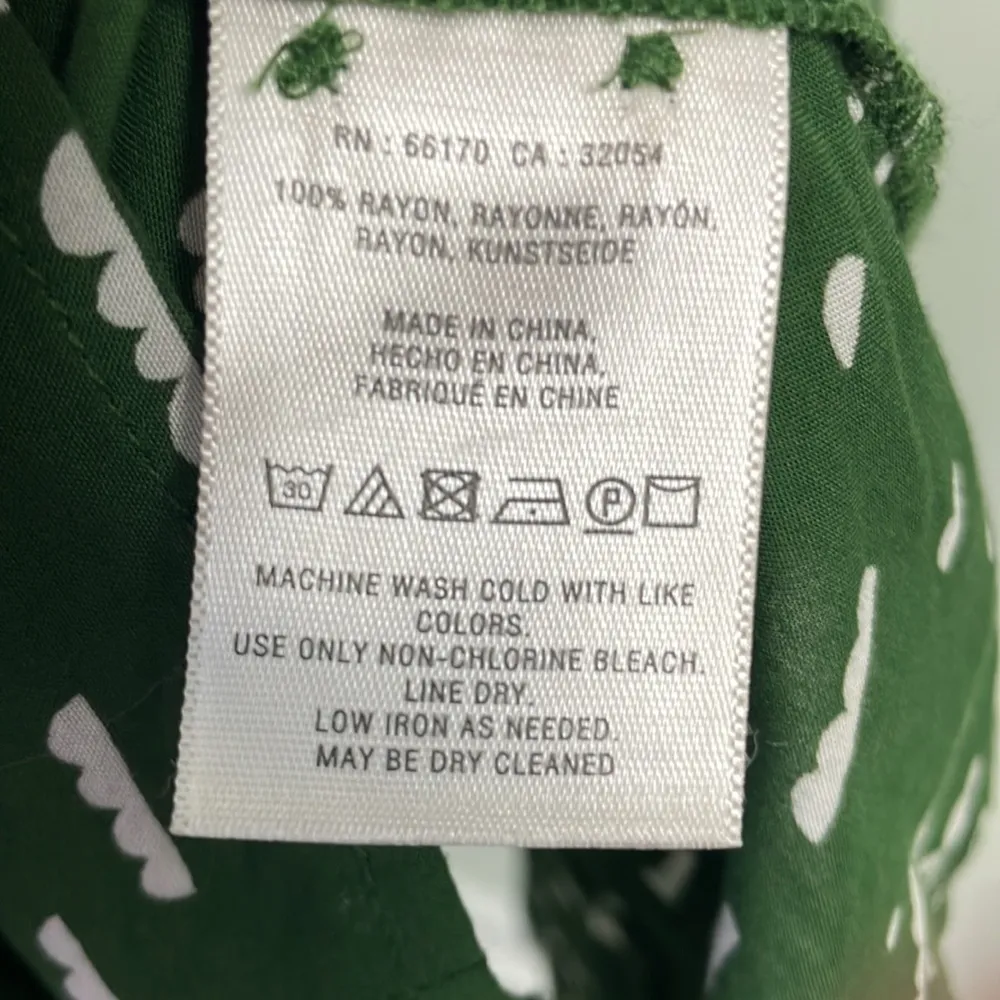 RN : 66170 CA : 32054
100% RAYON, RAYONNE, RAYÓN,
RAYON, KUNSTSEIDE
MADE IN CHINA,
HECHO EN CHINA.
FABRIQUÉ EN CHINE
30 P
MACHINE WASH COLD WITH LIKE
COLORS.
USE ONLY NON-CHLORINE BLEACH.
LINE DRY.
LOW IRON AS NEEDED.
MAY BE DRY CLEANED